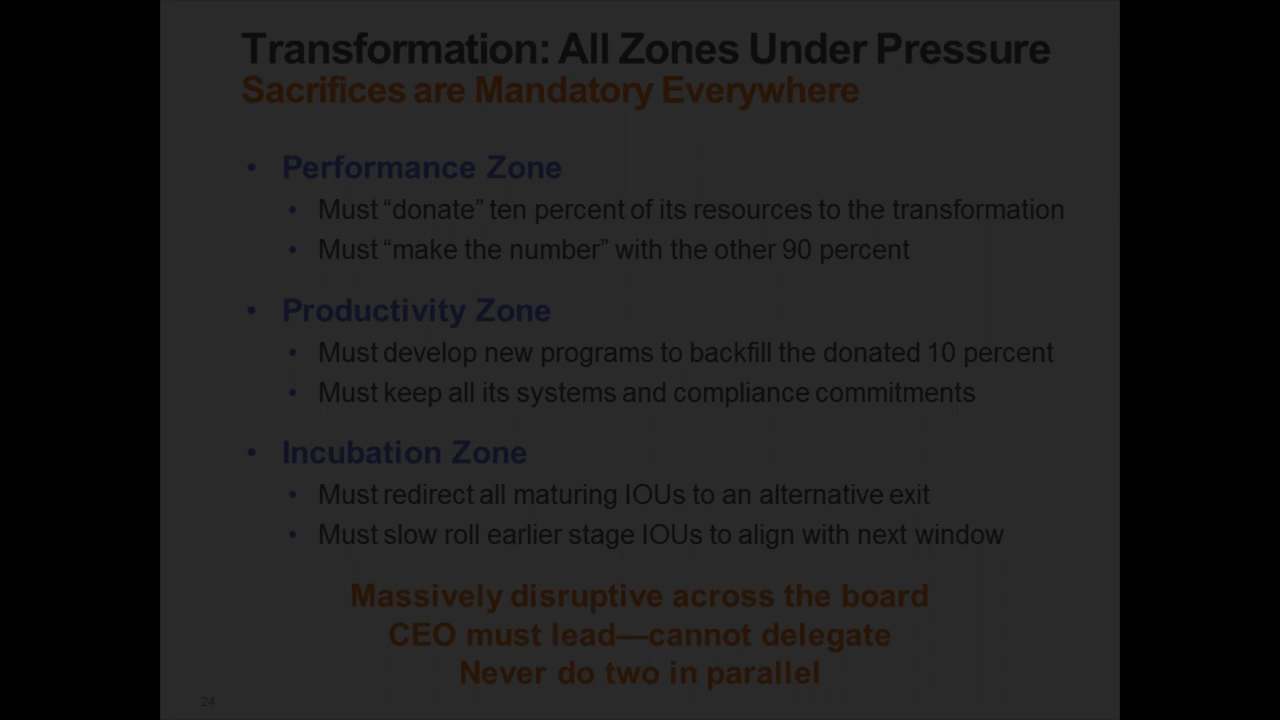 Transformation: All Zones Under Pressure
Sacrifices are Mandatory Everywhere
• Performance Zone
• Must “donate” ten percent of its resources to the transformation
• Must “make the number” with the other 90 percent
• Productivity Zone
• Must develop new programs to backfill the donated 10 percent
• Must keep all its systems and compliance commitments
• Incubation Zone
• Must redirect all maturing IOUs to an alternative exit
• Must slow roll earlier stage IOUs to align with next window
Massively disruptive across the board
CEO must lead—cannot delegate
Never do two in parallel
24